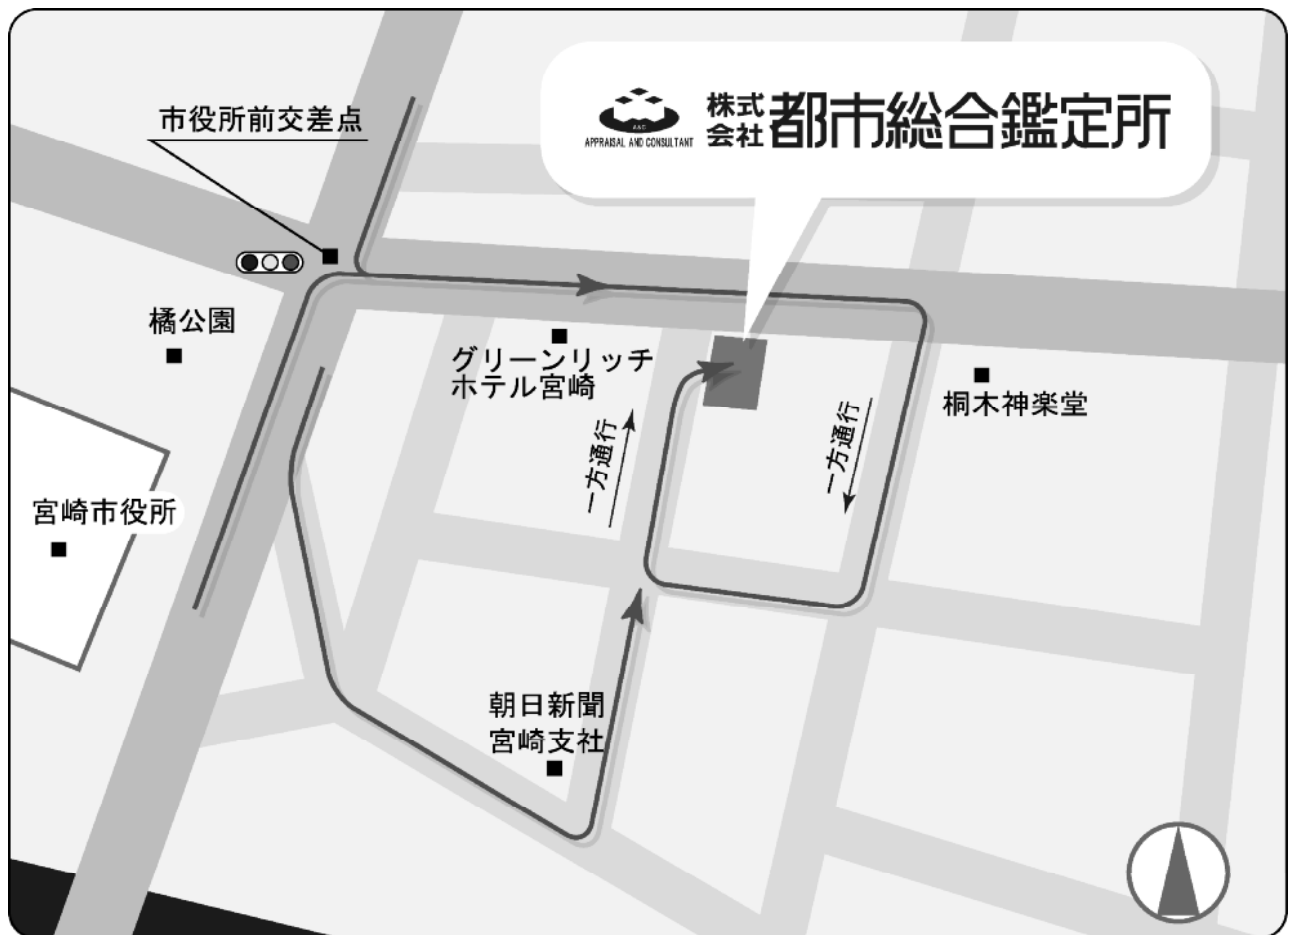 市役所前交差点
A&C
APPRAISAL AND CONSULTANT
株式
会社
都市総合鑑定所
橘公園
グリーンリッチ
ホテル宮崎
桐木神楽堂
一方通行
一方通行
宮崎市役所
朝日新聞
宮崎支社